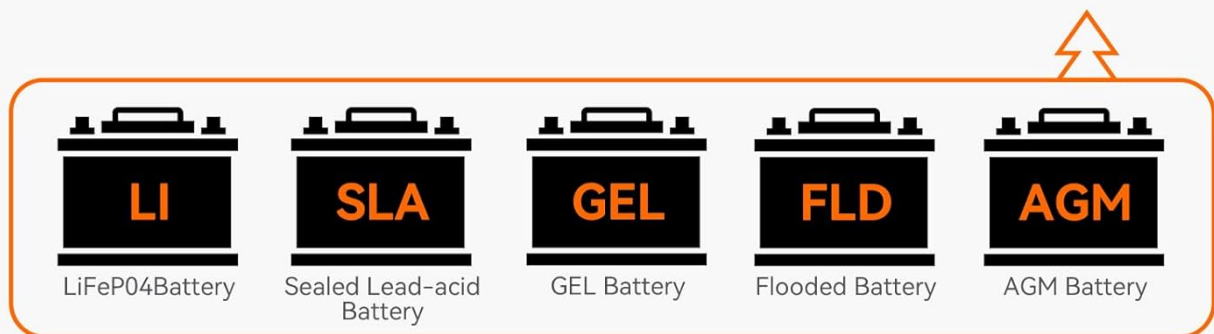 LI
SLA
GEL
FLD
AGM
LiFeP04Battery
Sealed Lead-acid
Battery
GEL Battery
Flooded Battery
AGM Battery